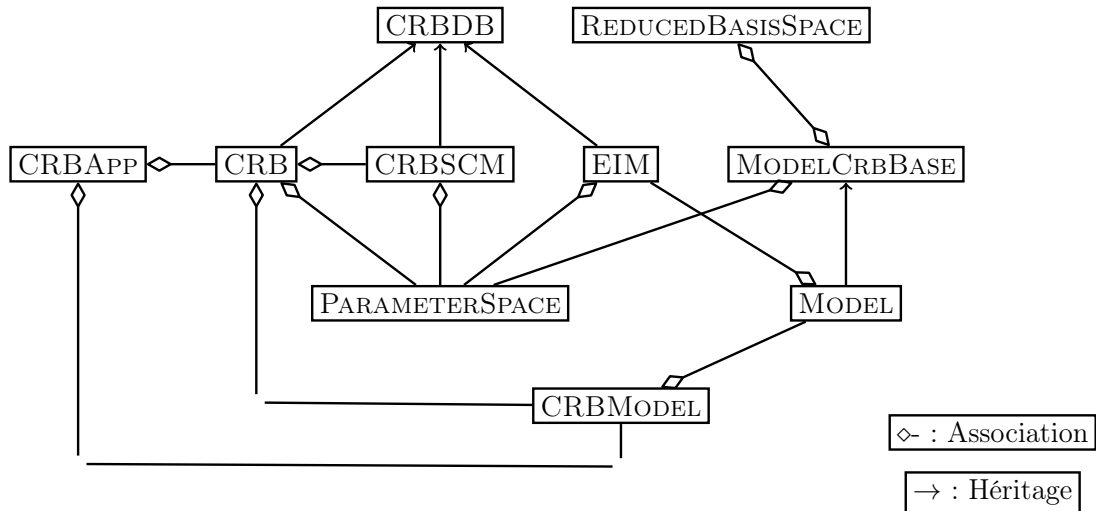 CRBDB
REDUCEDBASISSPACE
CRBAPP
CRB
CRBSCM
EIM
MODELCRBBASE
PARAMETERSPACE
MODEL
CRBMODEL
: Association
→ : Héritage